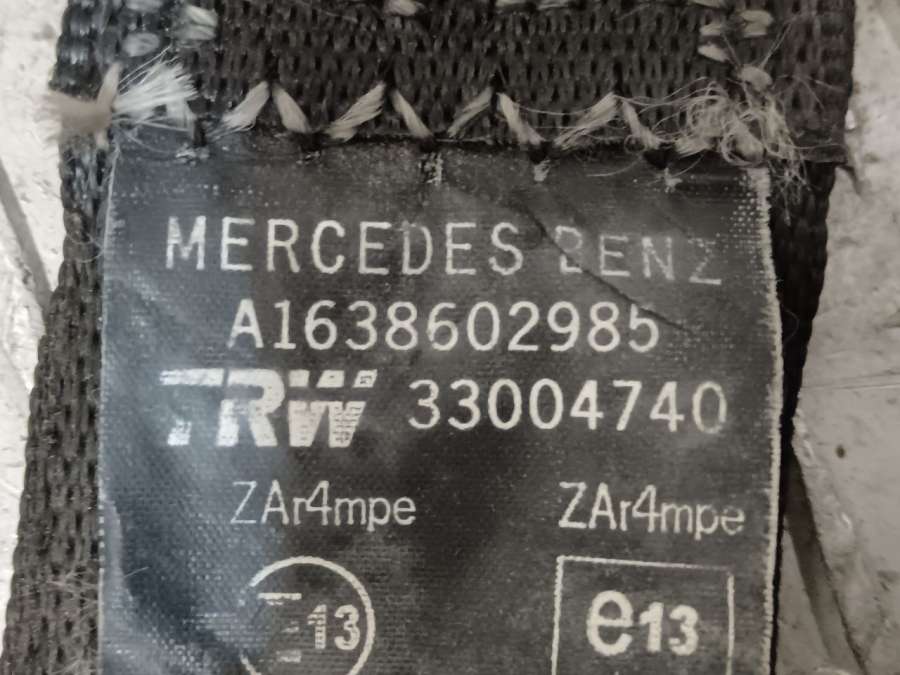 MERCEDES BENZ
A1638602985
TRW 33004740
ZAr4mpe ZAr4mpe
E13 e13